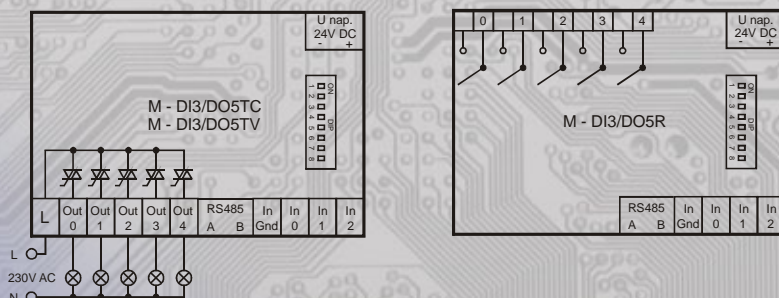 U nap.
24V DC
- +
M - DI3/DO5TC
M - DI3/DO5TV
ON
DIP
1 2 3 4 5 6 7 8
L
Out 0
Out 1
Out 2
Out 3
Out 4
RS485
A B
In Gnd
In 0
In 1
In 2
L
230V AC
N
0 1 2 3 4
U nap.
24V DC
- +
M - DI3/DO5R
ON
DIP
1 2 3 4 5 6 7 8
RS485
A B
In Gnd
In 0
In 1
In 2